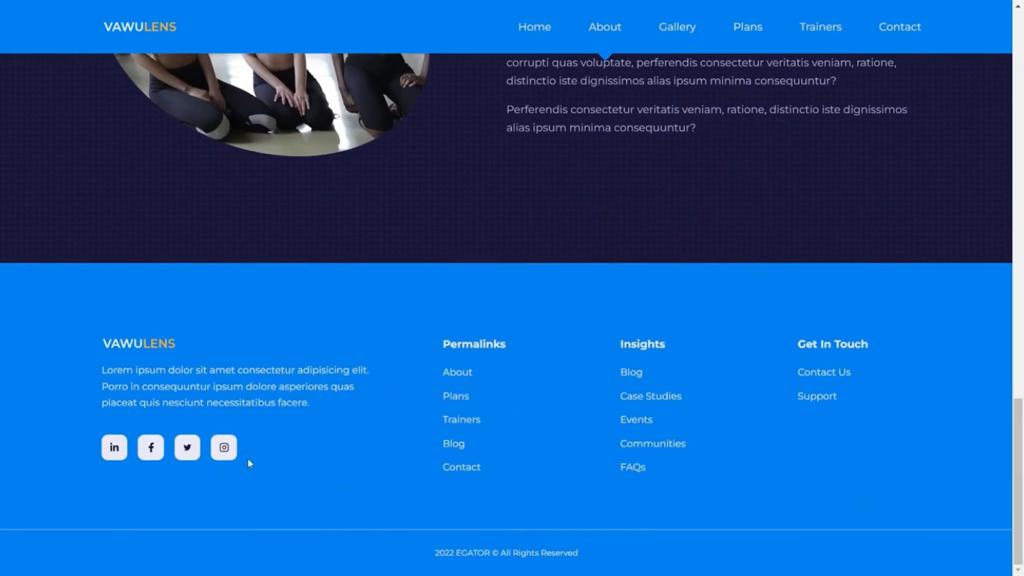 VAWULENS
Home
About
Gallery
Plans
Trainers
Contact
corrupti quas voluptate, perferendis consectetur veritatis veniam, ratione,
distinctio iste dignissimos alias ipsum minima consequuntur?
Perferendis consectetur veritatis veniam, ratione, distinctio iste dignissimos
alias ipsum minima consequuntur?
VAWULENS
Lorem ipsum dolor sit amet consectetur adipisicing elit.
Porro in consequuntur ipsum dolore asperiores quas
placeat quis nesciunt necessitatibus facere.
in
f
Permalinks
About
Plans
Trainers
Blog
Contact
Insights
Blog
Case Studies
Events
Communities
FAQs
Get In Touch
Contact Us
Support
2022 EGATOR © All Rights Reserved